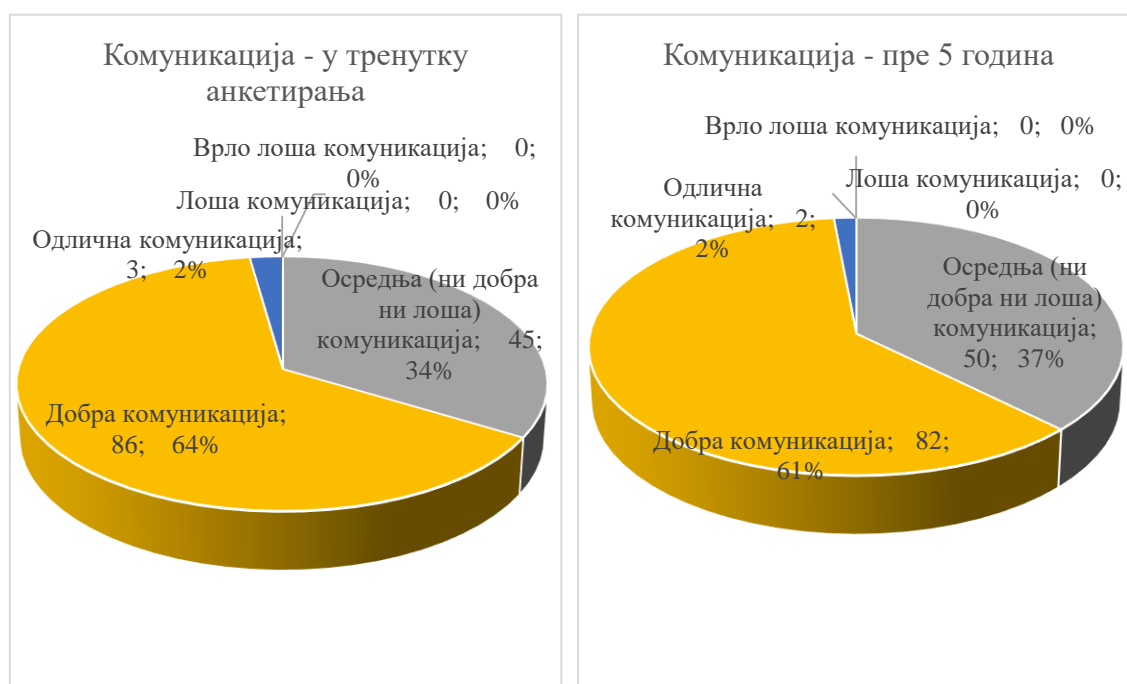 Комуникација - у тренутку
анкетирања
Врло лоша комуникација; 0;
0%
Лоша комуникација; 0; 0%
Одлична комуникација;
3; 2%
Осредња (ни добра
ни лоша)
комуникација; 45;
34%
Добра комуникација;
86; 64%
Комуникација - пре 5 година
Врло лоша комуникација; 0; 0%
Лоша комуникација; 0;
0%
Одлична
комуникација; 2;
2%
Осредња (ни
добра ни лоша)
комуникација;
50; 37%
Добра комуникација; 82;
61%